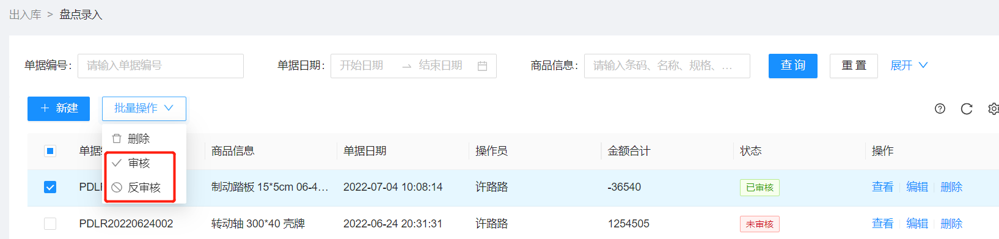 出入库 > 盘点录入
单据编号: 请输入单据编号 单据日期: 开始日期 → 结束日期 商品信息: 请输入条码、名称、规格、... 查 询 重 置 展开
+ 新建 批量操作
删除
审核
反审核
单据 商品信息 单据日期 操作员 金额合计 状态 操作
制动踏板 15*5cm 06-4... 2022-07-04 10:08:14 许路路 -36540 已审核 查看 编辑 删除
PDLR20220624002 转动轴 300*40 壳牌 2022-06-24 20:31:31 许路路 1254505 未审核 查看 编辑 删除